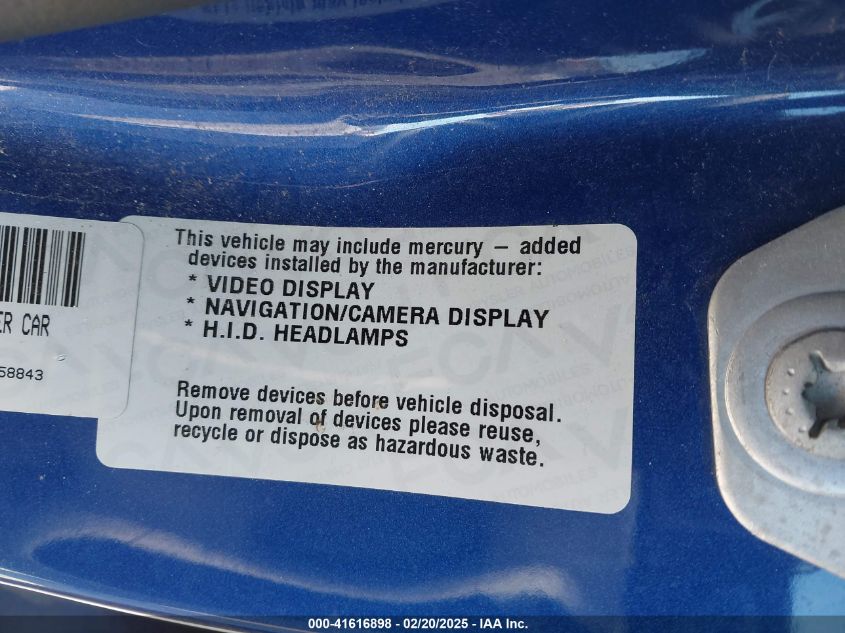 This vehicle may include mercury – added
devices installed by the manufacturer:
* VIDEO DISPLAY
* NAVIGATION/CAMERA DISPLAY
* H.I.D. HEADLAMPS
Remove devices before vehicle disposal.
Upon removal of devices please reuse,
recycle or dispose as hazardous waste.
ER CAR
58843
000-41616898 - 02/20/2025 - IAA Inc.